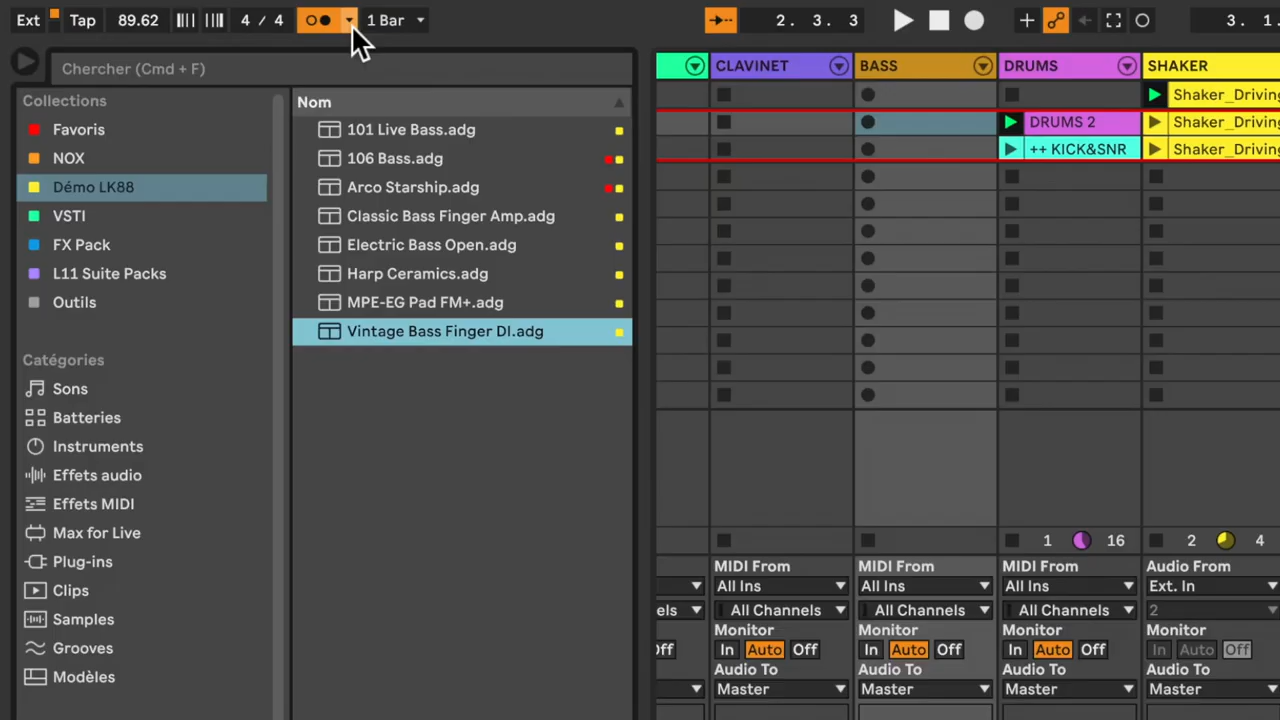 Ext Tap 89.62 4 / 4 1 Bar 2. 3. 3 3. 1.
Chercher (Cmd + F)
CLAVINET BASS DRUMS SHAKER
Collections
Nom
Shaker_Driving
Favoris
101 Live Bass.adg
DRUMS 2 Shaker_Driving
NOX
106 Bass.adg
++ KICK&SNR Shaker_Driving
Démo LK88
Arco Starship.adg
VSTI
Classic Bass Finger Amp.adg
FX Pack
Electric Bass Open.adg
L11 Suite Packs
Harp Ceramics.adg
Outils
MPE-EG Pad FM+.adg
Vintage Bass Finger DI.adg
Catégories
Sons
Batteries
Instruments
Effets audio
Effets MIDI
Max for Live
Plug-ins
Clips
Samples
Grooves
Modèles
1 16 2 4
MIDI From MIDI From MIDI From Audio From
All Ins All Ins All Ins Ext. In
els All Channels All Channels All Channels 2
Monitor Monitor Monitor Monitor
Off In Auto Off In Auto Off In Auto Off In Auto Off
Audio To Audio To Audio To Audio To
Master Master Master Master